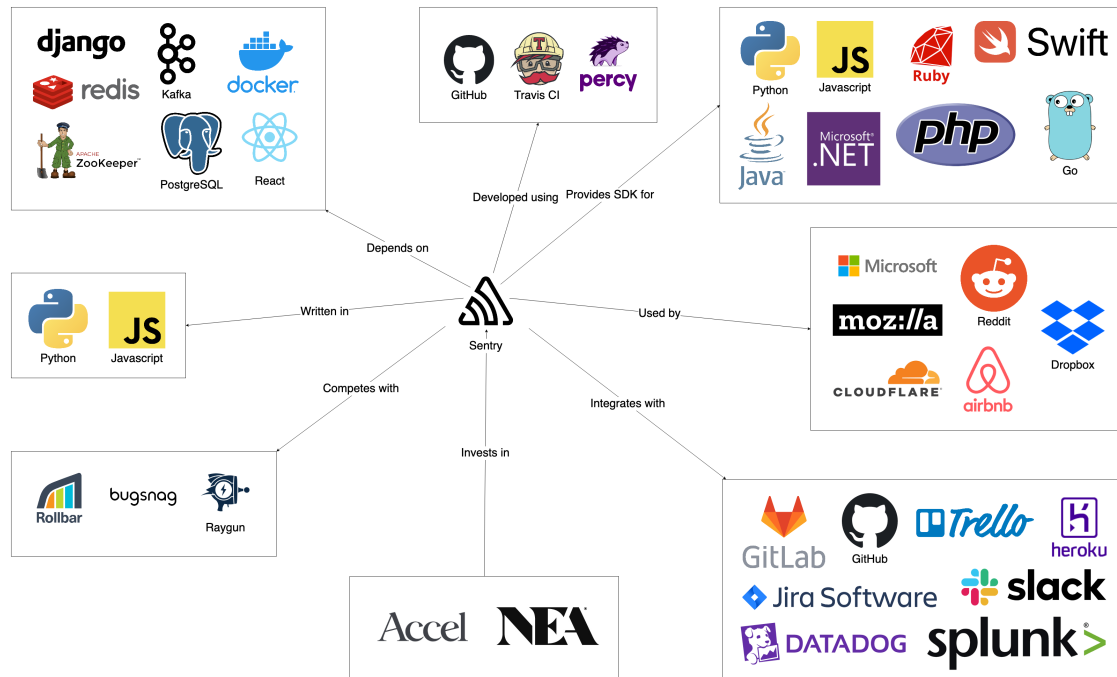 django
Kafka
docker
redis
APACHE
ZooKeeper™
PostgreSQL
React
GitHub
Travis CI
percy
Python
JS
Javascript
Ruby
Swift
Java
Microsoft®
.NET
php
Go
Developed using
Provides SDK for
Depends on
Written in
Used by
Sentry
Competes with
Integrates with
Invests in
Python
JS
Javascript
Microsoft
Reddit
moz://a
Dropbox
CLOUDFLARE
airbnb
Rollbar
bugsnag
Raygun
Accel
NEA
GitLab
GitHub
Trello
heroku
Jira Software
slack
DATADOG
splunk>®